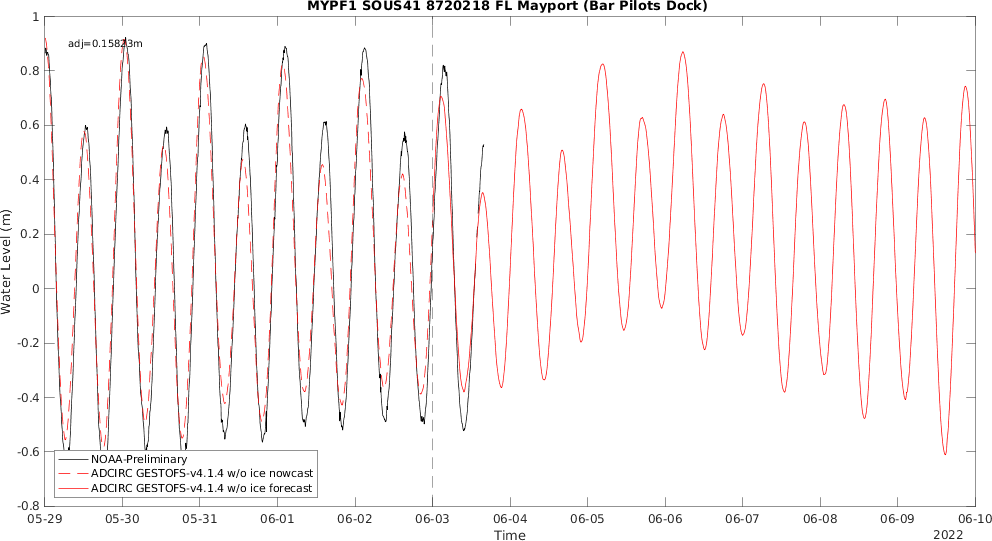 MYPF1 SOUS41 8720218 FL Mayport (Bar Pilots Dock)
adj=0.15823m
Water Level (m)
1
0.8
0.6
0.4
0.2
0
-0.2
-0.4
-0.6
-0.8
NOAA-Preliminary
ADCIRC GESTOFS-v4.1.4 w/o ice nowcast
ADCIRC GESTOFS-v4.1.4 w/o ice forecast
05-29 05-30 05-31 06-01 06-02 06-03 06-04 06-05 06-06 06-07 06-08 06-09 06-10
Time
2022